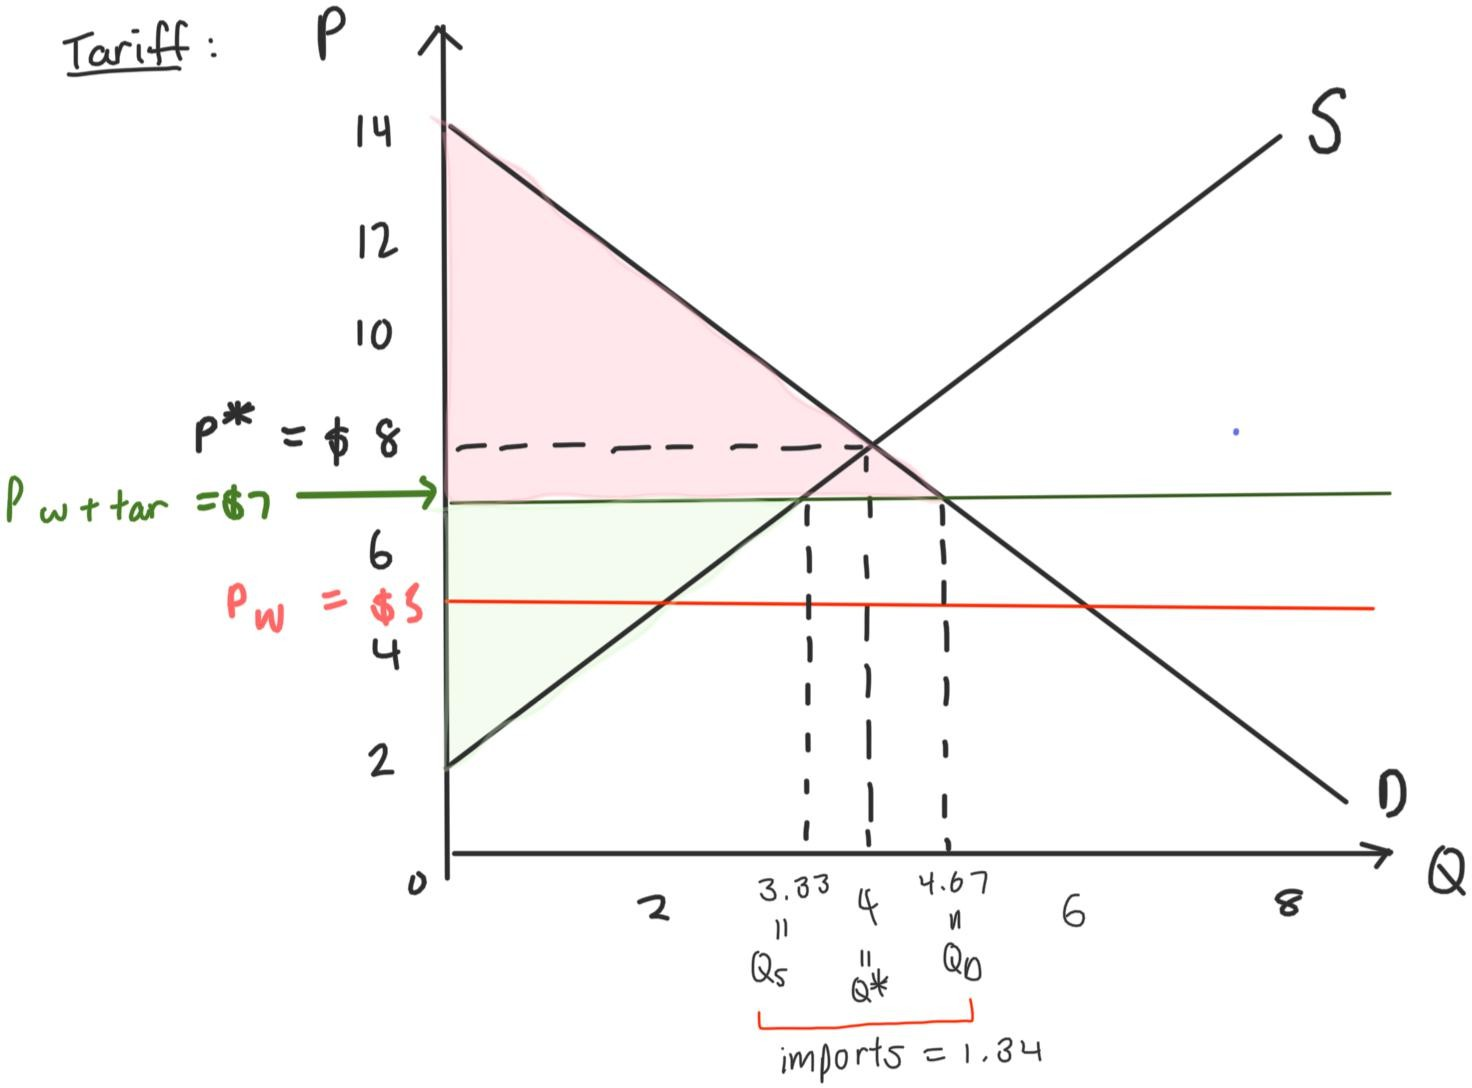 Tariff:
P
14
S
12
10
P* = $ 8
P w + tar = $7
6
Pw = $5
4
2
D
0
Q
2
3.33
4
4.67
6
8
=
=
=
Qs
Q*
QD
imports = 1.34